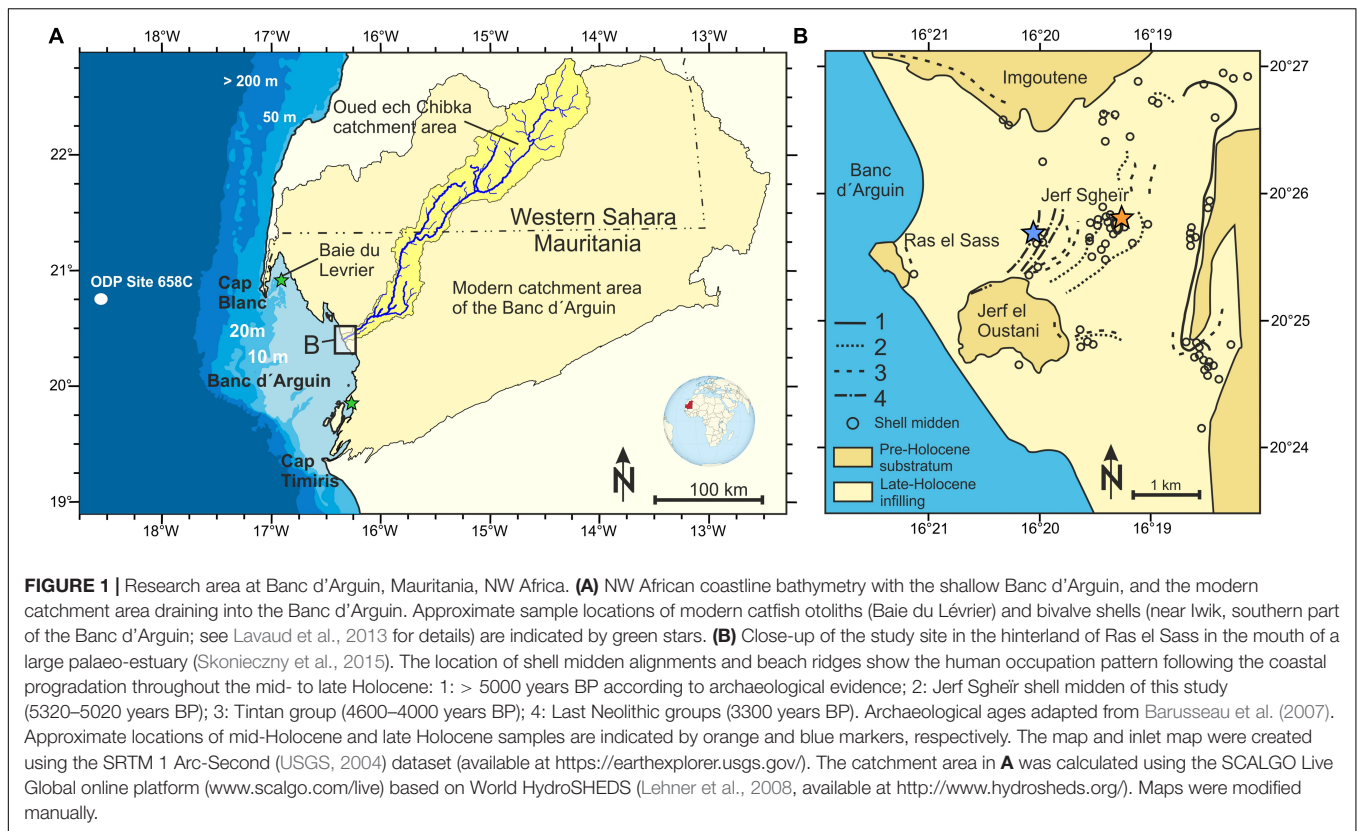 A
18°W
17°W
16°W
15°W
14°W
13°W
> 200 m
50 m
Oued ech Chibka
catchment area
22°
Western Sahara
Mauritania
Baie du
Levrier
21°
ODP Site 658C
Cap
Blanc
Modern catchment area
of the Banc d´Arguin
20m
B
10 m
Banc d´Arguin
20°
Cap
Timiris
N
100 km
19°
18°W
17°W
16°W
15°W
14°W
13°W
B
16°21
16°20
16°19
20°27
Imgoutene
Banc
d´Arguin
Jerf Sgheïr
20°26
Ras el Sass
Jerf el
Oustani
20°25
1
2
3
4
Shell midden
Pre-Holocene
substratum
Late-Holocene
infilling
N
1 km
20°24
16°21
16°20
16°19
FIGURE 1 | Research area at Banc d’Arguin, Mauritania, NW Africa. (A) NW African coastline bathymetry with the shallow Banc d’Arguin, and the modern
catchment area draining into the Banc d’Arguin. Approximate sample locations of modern catfish otoliths (Baie du Lévrier) and bivalve shells (near Iwik, southern part
of the Banc d’Arguin; see Lavaud et al., 2013 for details) are indicated by green stars. (B) Close-up of the study site in the hinterland of Ras el Sass in the mouth of a
large palaeo-estuary (Skonieczny et al., 2015). The location of shell midden alignments and beach ridges show the human occupation pattern following the coastal
progradation throughout the mid- to late Holocene: 1: > 5000 years BP according to archaeological evidence; 2: Jerf Sgheïr shell midden of this study
(5320–5020 years BP); 3: Tintan group (4600–4000 years BP); 4: Last Neolithic groups (3300 years BP). Archaeological ages adapted from Barusseau et al. (2007).
Approximate locations of mid-Holocene and late Holocene samples are indicated by orange and blue markers, respectively. The map and inlet map were created
using the SRTM 1 Arc-Second (USGS, 2004) dataset (available at https://earthexplorer.usgs.gov/). The catchment area in A was calculated using the SCALGO Live
Global online platform (www.scalgo.com/live) based on World HydroSHEDS (Lehner et al., 2008, available at http://www.hydrosheds.org/). Maps were modified
manually.